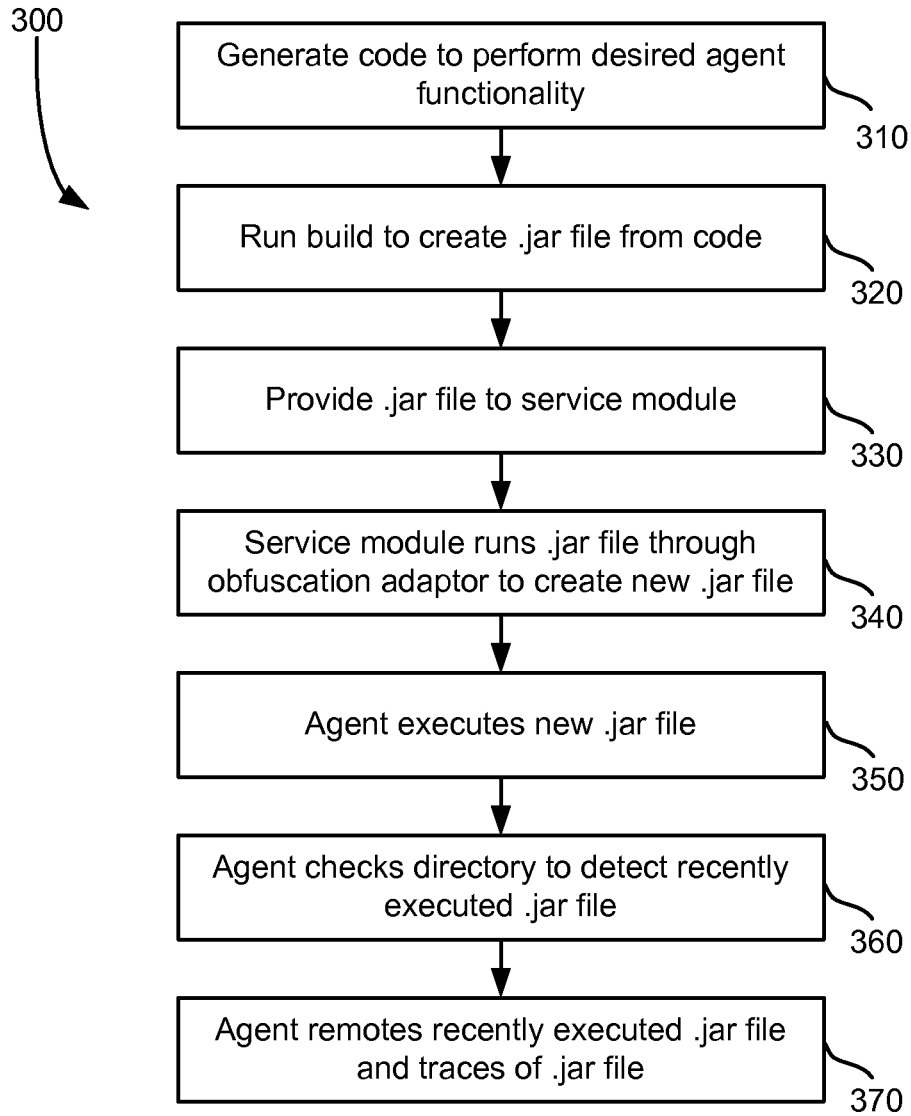 300
Generate code to perform desired agent
functionality
310
Run build to create .jar file from code
320
Provide .jar file to service module
330
Service module runs .jar file through
obfuscation adaptor to create new .jar file
340
Agent executes new .jar file
350
Agent checks directory to detect recently
executed .jar file
360
Agent remotes recently executed .jar file
and traces of .jar file
370